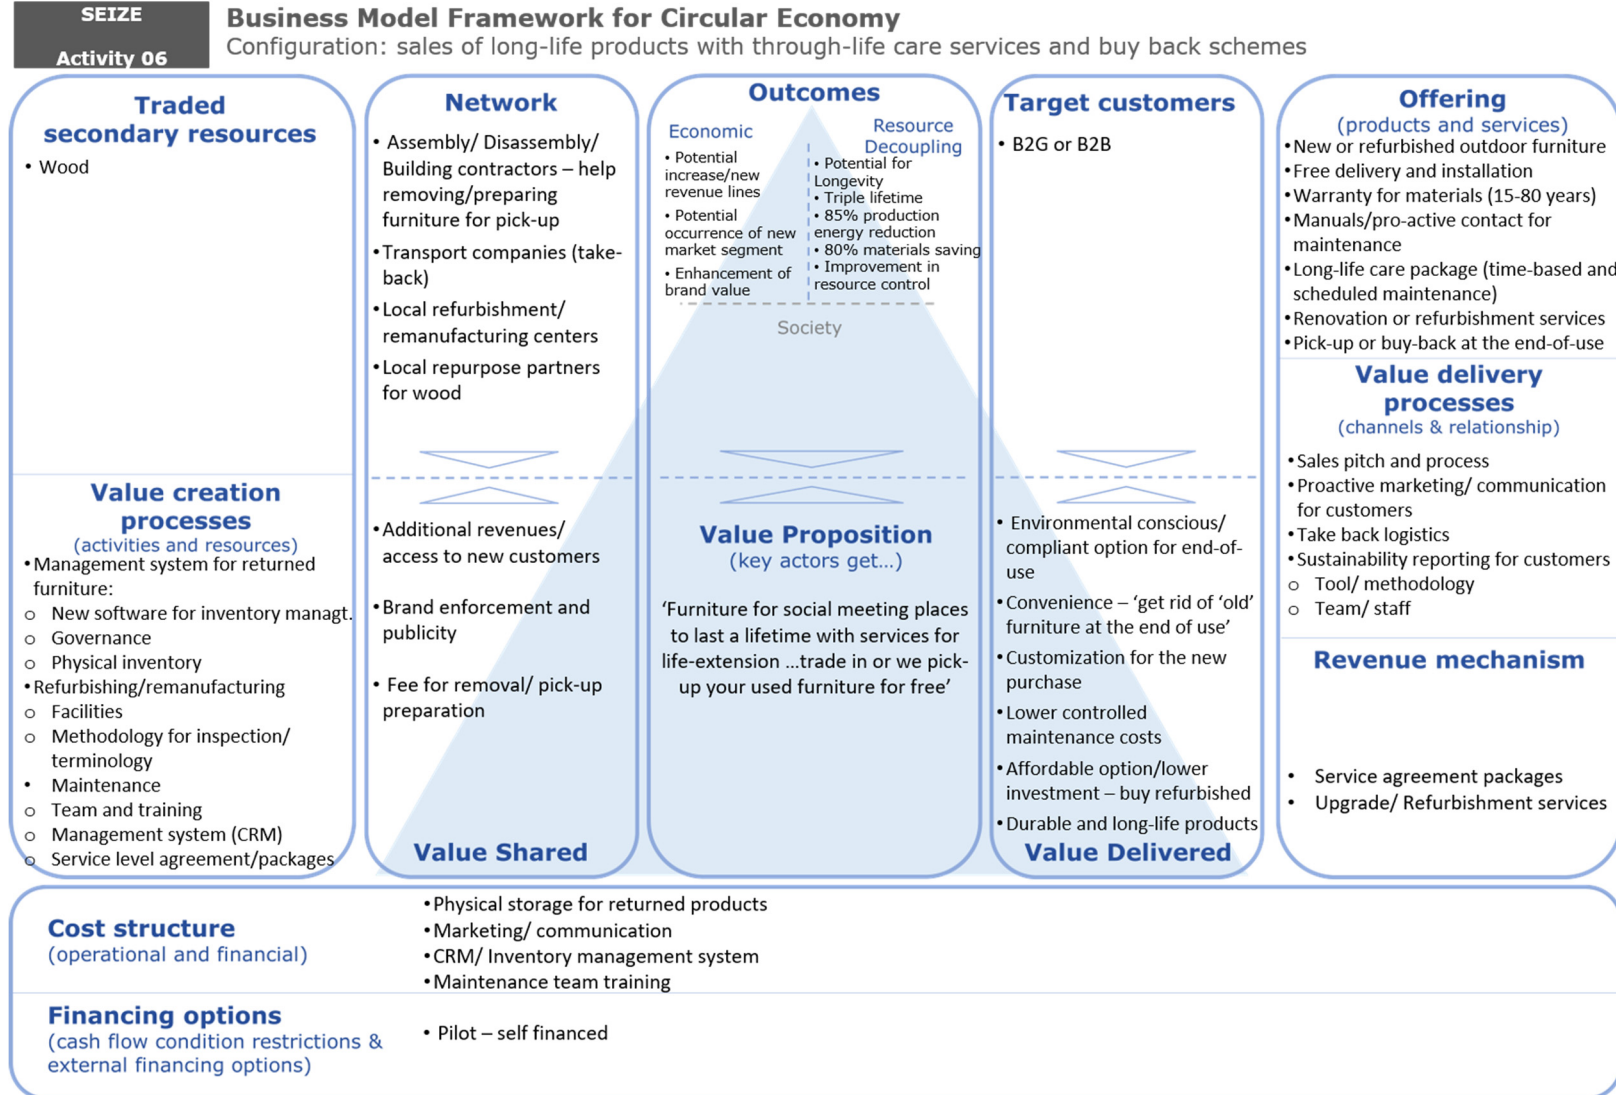 SEIZE
Activity 06
Business Model Framework for Circular Economy
Configuration: sales of long-life products with through-life care services and buy back schemes
Traded
secondary resources
• Wood
Value creation
processes
(activities and resources)
• Management system for returned
furniture:
o New software for inventory managt.
o Governance
o Physical inventory
• Refurbishing/remanufacturing
o Facilities
o Methodology for inspection/
terminology
• Maintenance
o Team and training
o Management system (CRM)
o Service level agreement/packages
Network
• Assembly/ Disassembly/
Building contractors – help
removing/preparing
furniture for pick-up
• Transport companies (take-
back)
• Local refurbishment/
remanufacturing centers
• Local repurpose partners
for wood
• Additional revenues/
access to new customers
• Brand enforcement and
publicity
• Fee for removal/ pick-up
preparation
Value Shared
Outcomes
Economic
• Potential
increase/new
revenue lines
• Potential
occurrence of new
market segment
• Enhancement of
brand value
Resource
Decoupling
• Potential for
Longevity
• Triple lifetime
• 85% production
energy reduction
• 80% materials saving
• Improvement in
resource control
Society
Value Proposition
(key actors get...)
‘Furniture for social meeting places
to last a lifetime with services for
life-extension ...trade in or we pick-
up your used furniture for free’
Target customers
• B2G or B2B
• Environmental conscious/
compliant option for end-of-
use
• Convenience – ‘get rid of ‘old’
furniture at the end of use’
• Customization for the new
purchase
• Lower controlled
maintenance costs
• Affordable option/lower
investment – buy refurbished
• Durable and long-life products
Value Delivered
Offering
(products and services)
• New or refurbished outdoor furniture
• Free delivery and installation
• Warranty for materials (15-80 years)
• Manuals/pro-active contact for
maintenance
• Long-life care package (time-based and
scheduled maintenance)
• Renovation or refurbishment services
• Pick-up or buy-back at the end-of-use
Value delivery
processes
(channels & relationship)
• Sales pitch and process
• Proactive marketing/ communication
for customers
• Take back logistics
• Sustainability reporting for customers
o Tool/ methodology
o Team/ staff
Revenue mechanism
• Service agreement packages
• Upgrade/ Refurbishment services
Cost structure
(operational and financial)
• Physical storage for returned products
• Marketing/ communication
• CRM/ Inventory management system
• Maintenance team training
Financing options
(cash flow condition restrictions &
external financing options)
• Pilot – self financed